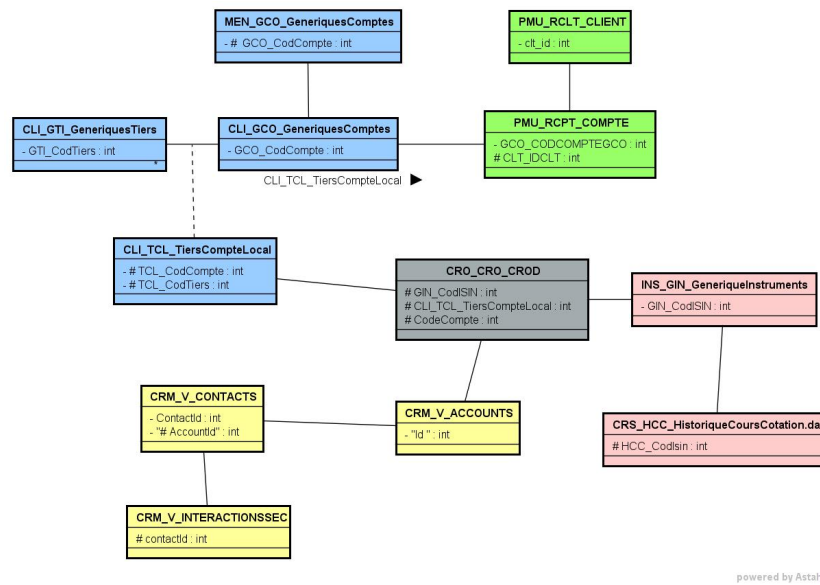 MEN_GCO_GeneriquesComptes
- # GCO_CodCompte : int
PMU_RCLT_CLIENT
- clt_id : int
CLI_GTI_GeneriquesTiers
- GTI_CodTiers : int
*
CLI_GCO_GeneriquesComptes
- GCO_CodCompte : int
PMU_RCPT_COMPTE
- GCO_CODCOMPTEGCO : int
# CLT_IDCLT : int
CLI_TCL_TiersCompteLocal
CLI_TCL_TiersCompteLocal
- # TCL_CodCompte : int
- # TCL_CodTiers : int
CRO_CRO_CROD
# GIN_CodISIN : int
# CLI_TCL_TiersCompteLocal : int
# CodeCompte : int
INS_GIN_GeneriqueInstruments
- GIN_CodISIN : int
CRM_V_CONTACTS
- ContactId : int
- "# AccountId" : int
CRM_V_ACCOUNTS
- "Id " : int
CRS_HCC_HistoriqueCoursCotation.da
# HCC_CodIsin : int
CRM_V_INTERACTIONSSEC
# contactId : int
powered by Astah